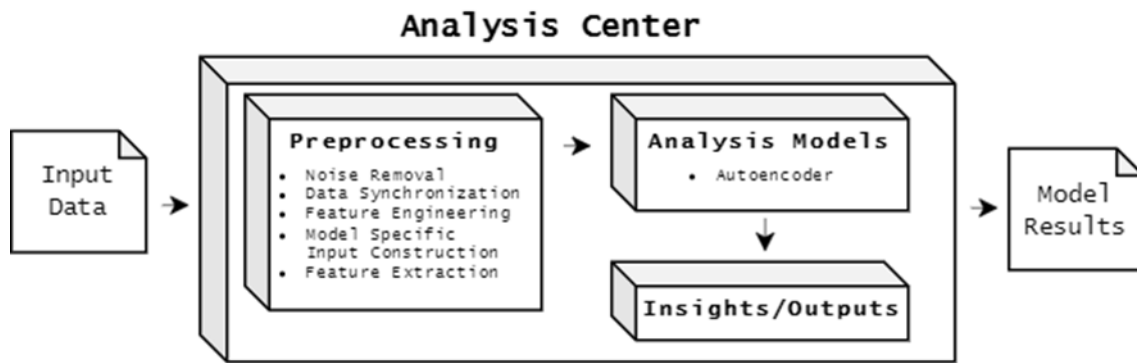 Analysis Center
Input
Data
Preprocessing
• Noise Removal
• Data Synchronization
• Feature Engineering
• Model Specific
Input Construction
• Feature Extraction
Analysis Models
• Autoencoder
Insights/Outputs
Model
Results